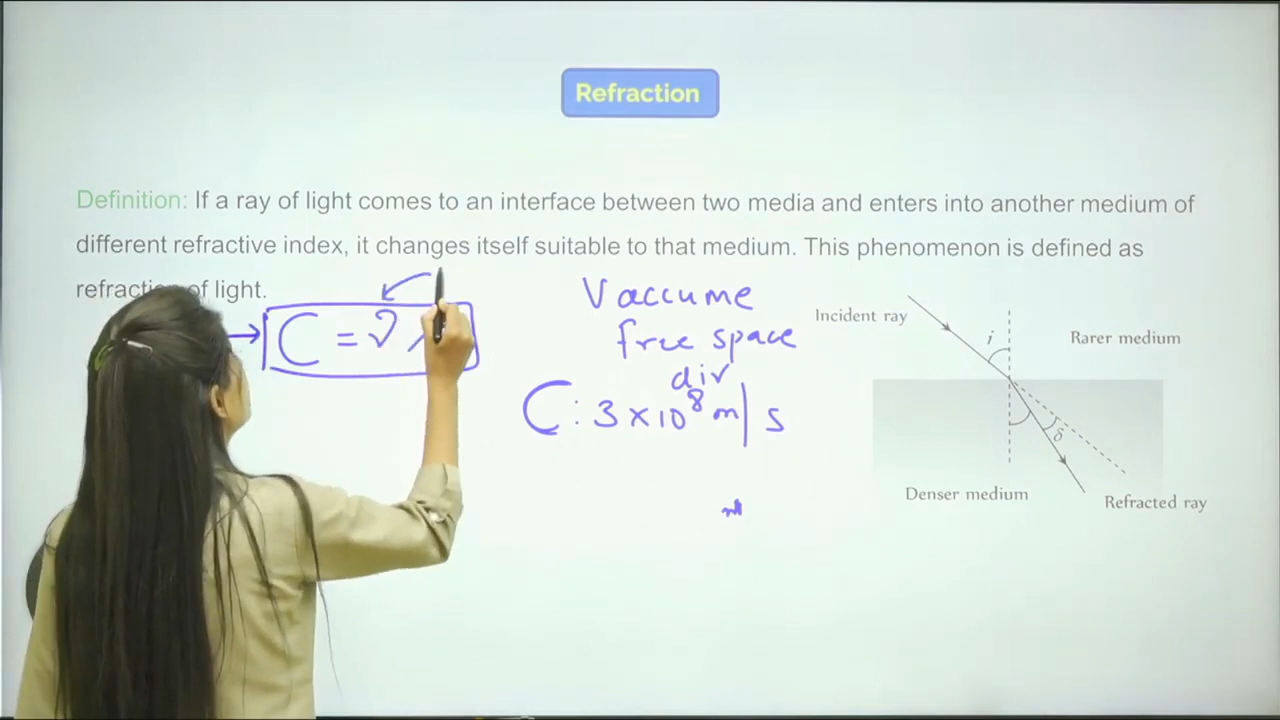 Refraction
Definition: If a ray of light comes to an interface between two media and enters into another medium of
different refractive index, it changes itself suitable to that medium. This phenomenon is defined as
of light.
C = ν λ
Vaccume
free space
air
C : 3 × 10⁸ m/s
Incident ray
i
Rarer medium
δ
Denser medium
Refracted ray